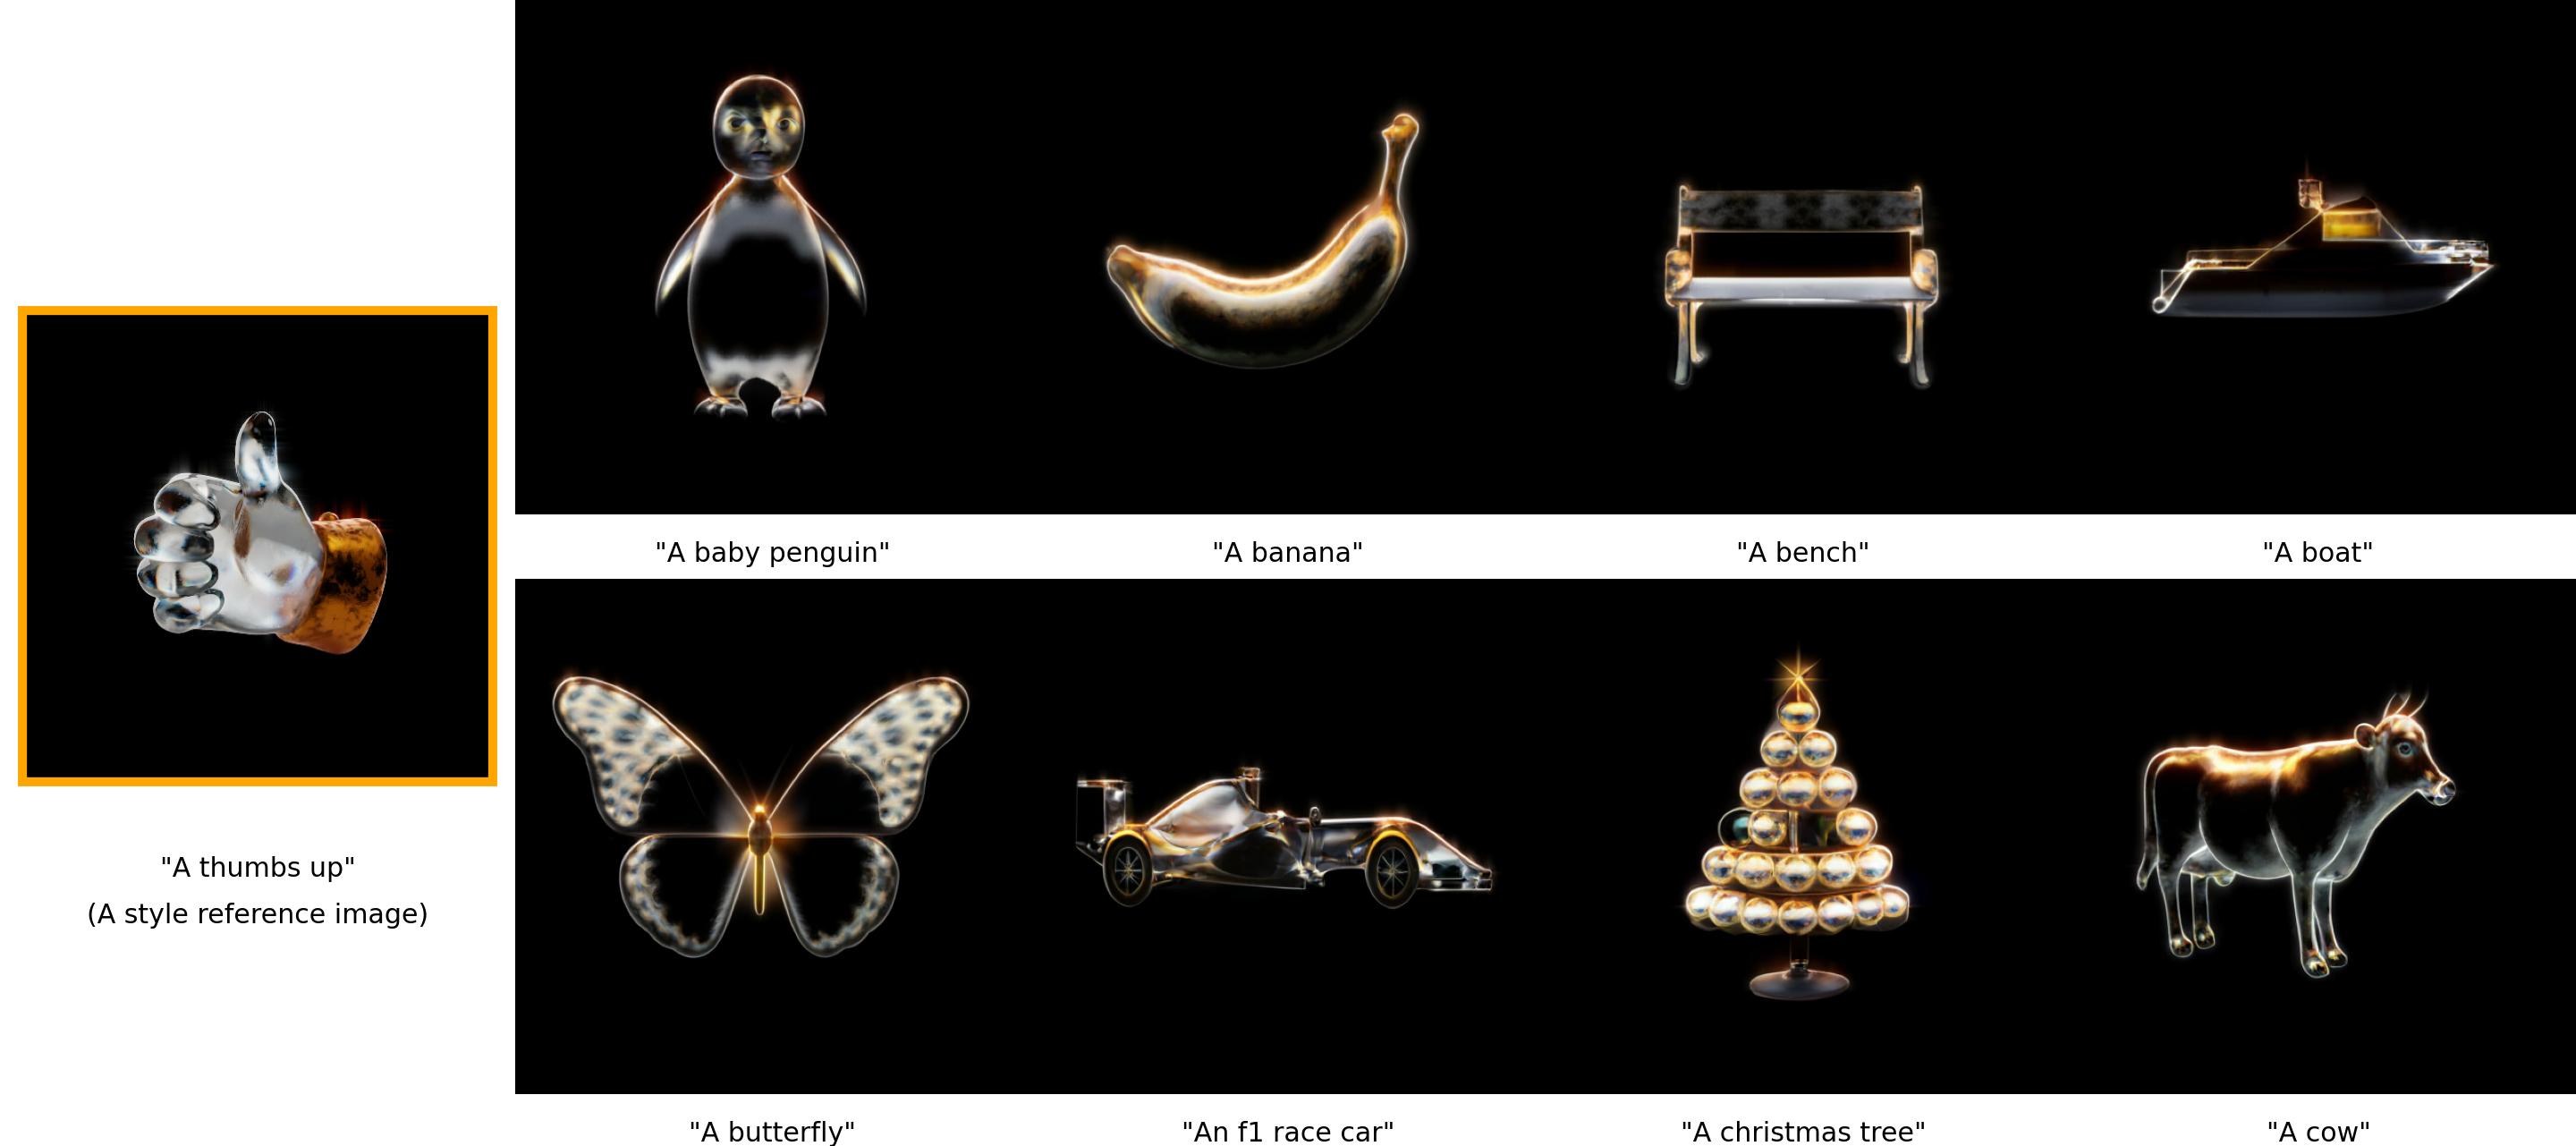 "A thumbs up"
(A style reference image)
"A baby penguin"
"A banana"
"A bench"
"A boat"
"A butterfly"
"An f1 race car"
"A christmas tree"
"A cow"